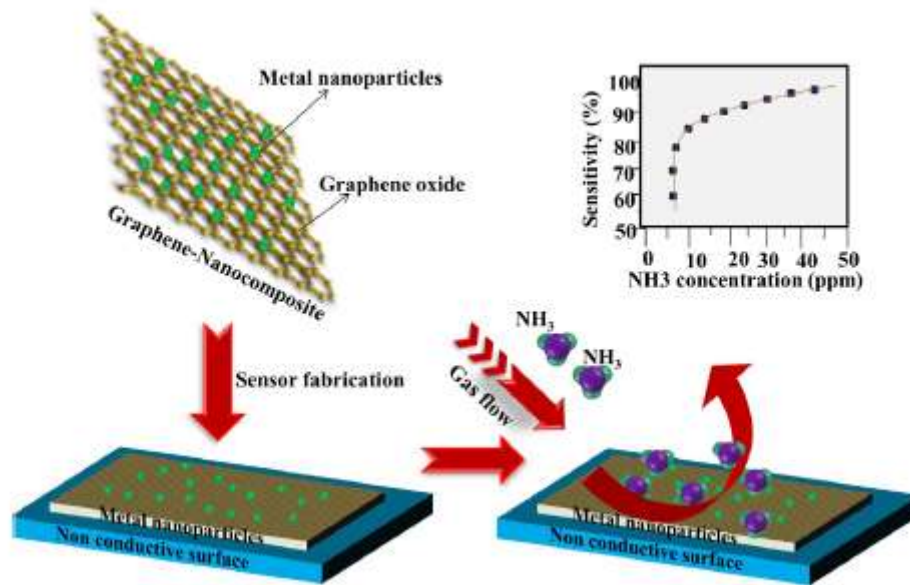 Metal nanoparticles
Graphene oxide
Graphene-Nanocomposite
Sensitivity (%)
100
90
80
70
60
50
0
10
20
30
40
50
NH3 concentration (ppm)
Sensor fabrication
NH3
NH3
Gas flow
Metal nanoparticles
Non conductive surface
Metal nanoparticles
Non conductive surface